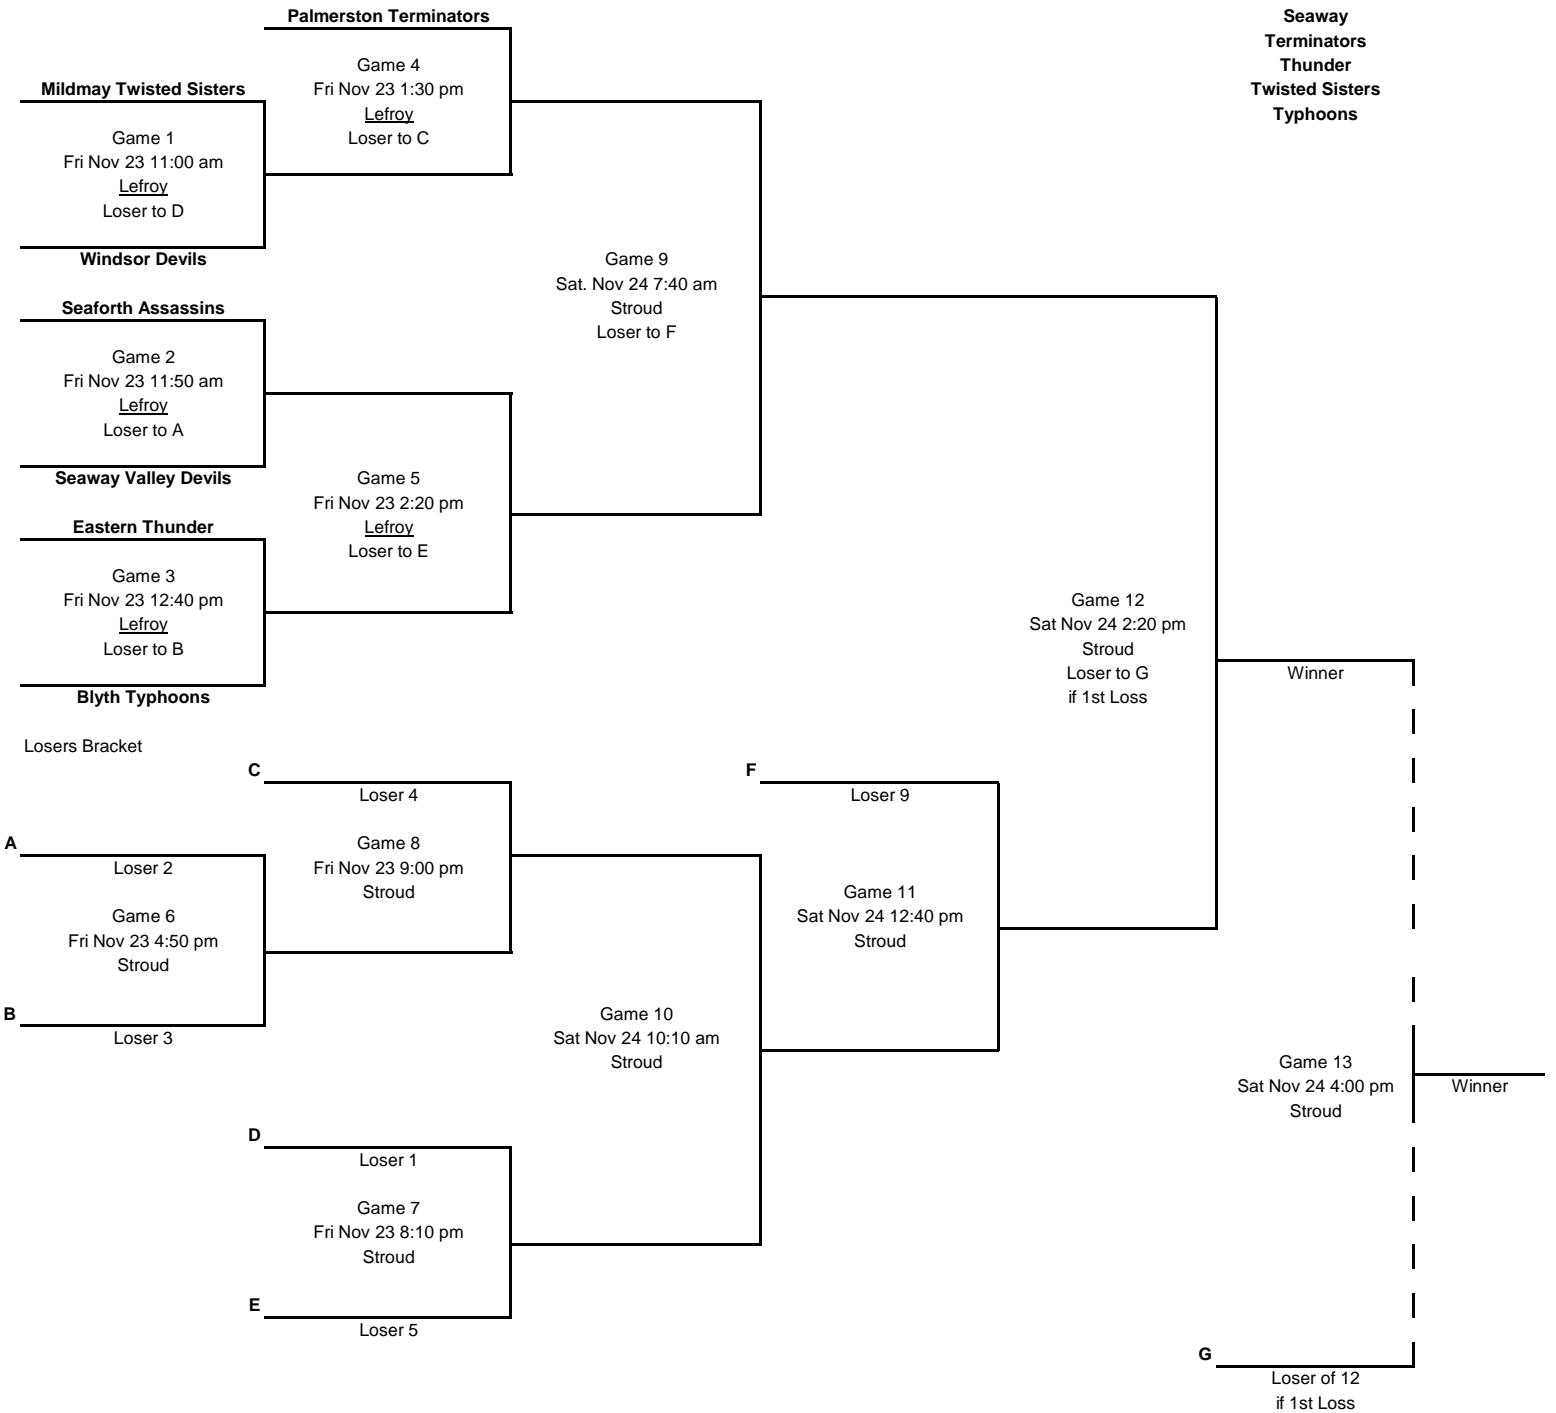 Palmerston Terminators
Seaway
Terminators
Thunder
Twisted Sisters
Typhoons
Game 4
Fri Nov 23 1:30 pm
Lefroy
Loser to C
Mildmay Twisted Sisters
Game 1
Fri Nov 23 11:00 am
Lefroy
Loser to D
Windsor Devils
Game 9
Sat. Nov 24 7:40 am
Stroud
Loser to F
Seaforth Assassins
Game 2
Fri Nov 23 11:50 am
Lefroy
Loser to A
Seaway Valley Devils
Game 5
Fri Nov 23 2:20 pm
Lefroy
Loser to E
Eastern Thunder
Game 3
Fri Nov 23 12:40 pm
Lefroy
Loser to B
Blyth Typhoons
Game 12
Sat Nov 24 2:20 pm
Stroud
Loser to G
if 1st Loss
Winner
Losers Bracket
C
Loser 4
F
Loser 9
A
Loser 2
Game 8
Fri Nov 23 9:00 pm
Stroud
Game 6
Fri Nov 23 4:50 pm
Stroud
Game 11
Sat Nov 24 12:40 pm
Stroud
B
Loser 3
Game 10
Sat Nov 24 10:10 am
Stroud
Game 13
Sat Nov 24 4:00 pm
Stroud
Winner
D
Loser 1
Game 7
Fri Nov 23 8:10 pm
Stroud
E
Loser 5
G
Loser of 12
if 1st Loss